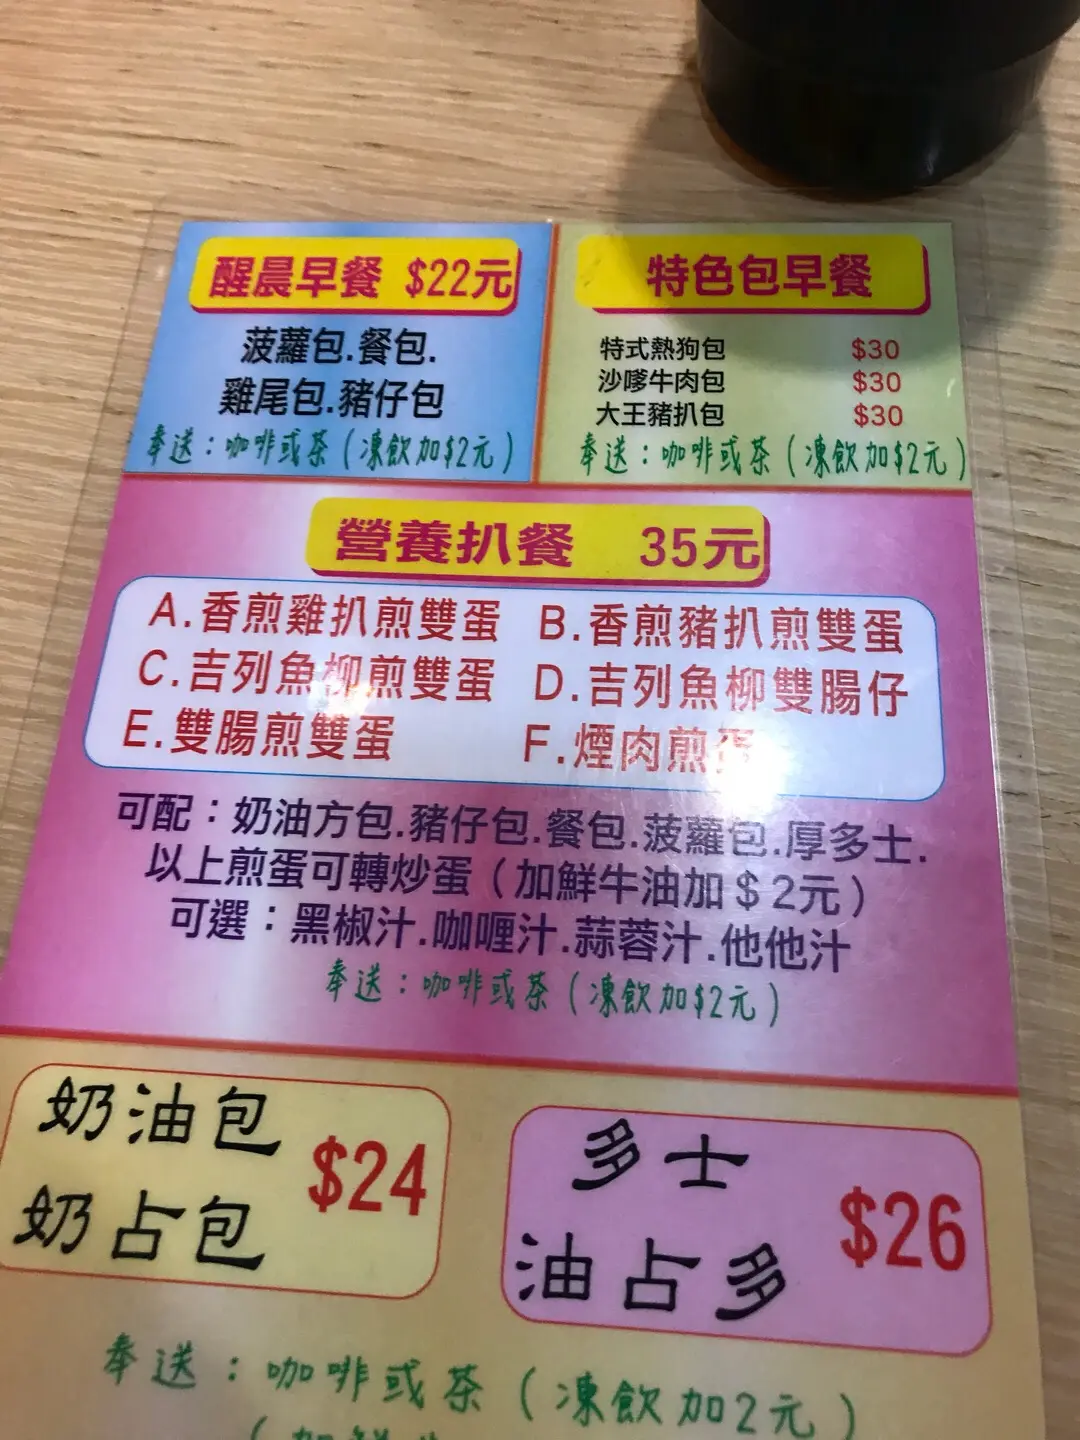 醒晨早餐 $22元
菠蘿包.餐包.
雞尾包.豬仔包
奉送：咖啡或茶（凍飲加$2元）
特色包早餐
特式熱狗包 $30
沙嗲牛肉包 $30
大王豬扒包 $30
奉送：咖啡或茶（凍飲加$2元）
營養扒餐 35元
A.香煎雞扒煎雙蛋 B.香煎豬扒煎雙蛋
C.吉列魚柳煎雙蛋 D.吉列魚柳雙腸仔
E.雙腸煎雙蛋 F.煙肉煎蛋
可配：奶油方包.豬仔包.餐包.菠蘿包.厚多士.
以上煎蛋可轉炒蛋（加鮮牛油加＄2元）
可選：黑椒汁.咖喱汁.蒜蓉汁.他他汁
奉送：咖啡或茶（凍飲加$2元）
奶油包
奶占包
$24
多士
油占多
$26
奉送：咖啡或茶（凍飲加2元）